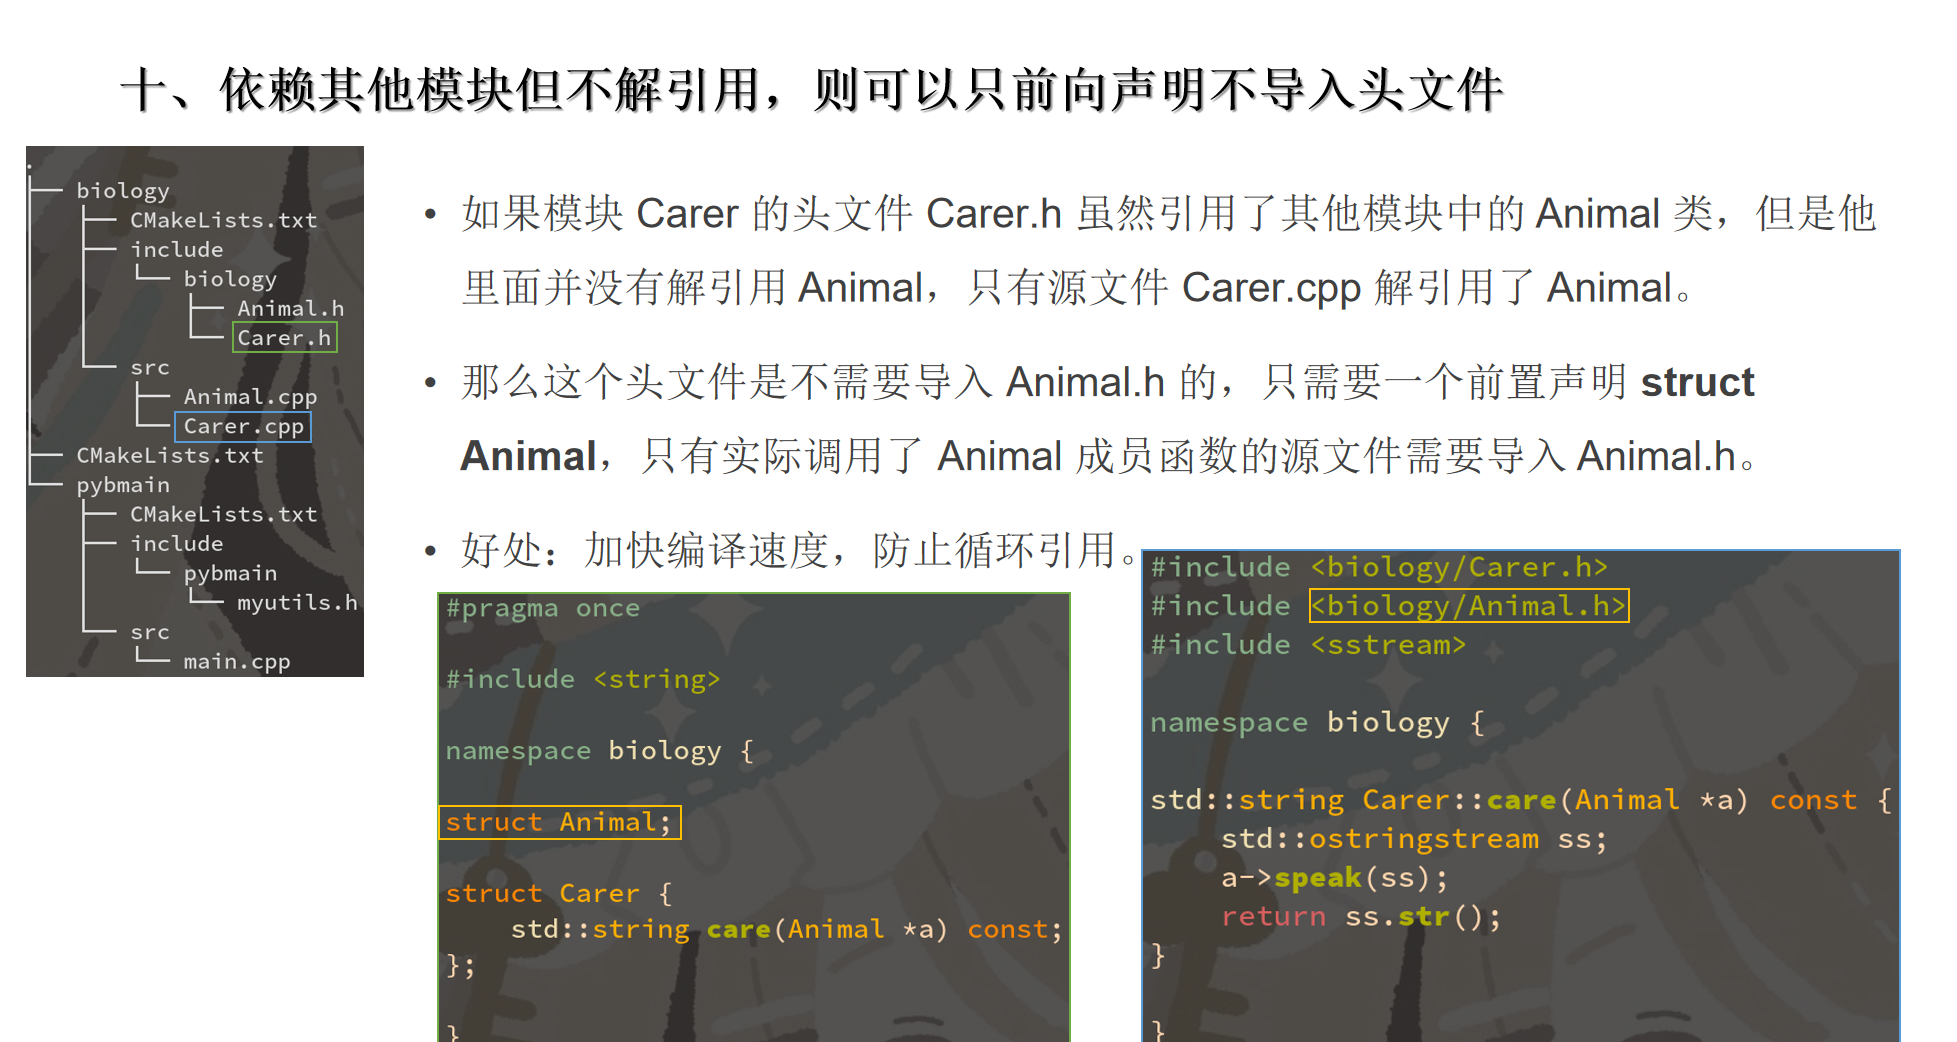 十、依赖其他模块但不解引用，则可以只前向声明不导入头文件
.
├── biology
│   ├── CMakeLists.txt
│   ├── include
│   │   └── biology
│   │       ├── Animal.h
│   │       └── Carer.h
│   └── src
│       ├── Animal.cpp
│       └── Carer.cpp
├── CMakeLists.txt
└── pybmain
    ├── CMakeLists.txt
    ├── include
    │   └── pybmain
    │       └── myutils.h
    └── src
        └── main.cpp
• 如果模块 Carer 的头文件 Carer.h 虽然引用了其他模块中的 Animal 类，但是他
里面并没有解引用 Animal，只有源文件 Carer.cpp 解引用了 Animal。
• 那么这个头文件是不需要导入 Animal.h 的，只需要一个前置声明 struct
Animal，只有实际调用了 Animal 成员函数的源文件需要导入 Animal.h。
• 好处：加快编译速度，防止循环引用。
#pragma once
#include <string>
namespace biology {
struct Animal;
struct Carer {
    std::string care(Animal *a) const;
};
}
#include <biology/Carer.h>
#include <biology/Animal.h>
#include <sstream>
namespace biology {
std::string Carer::care(Animal *a) const {
    std::ostringstream ss;
    a->speak(ss);
    return ss.str();
}
}